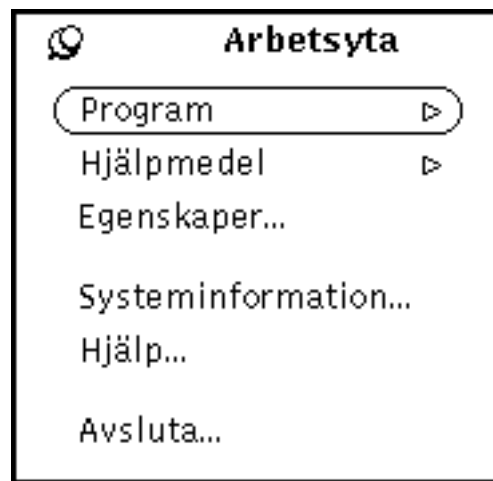 Arbetsyta
Program
Hjälpmedel
Egenskaper...
Systeminformation...
Hjälp...
Avsluta...